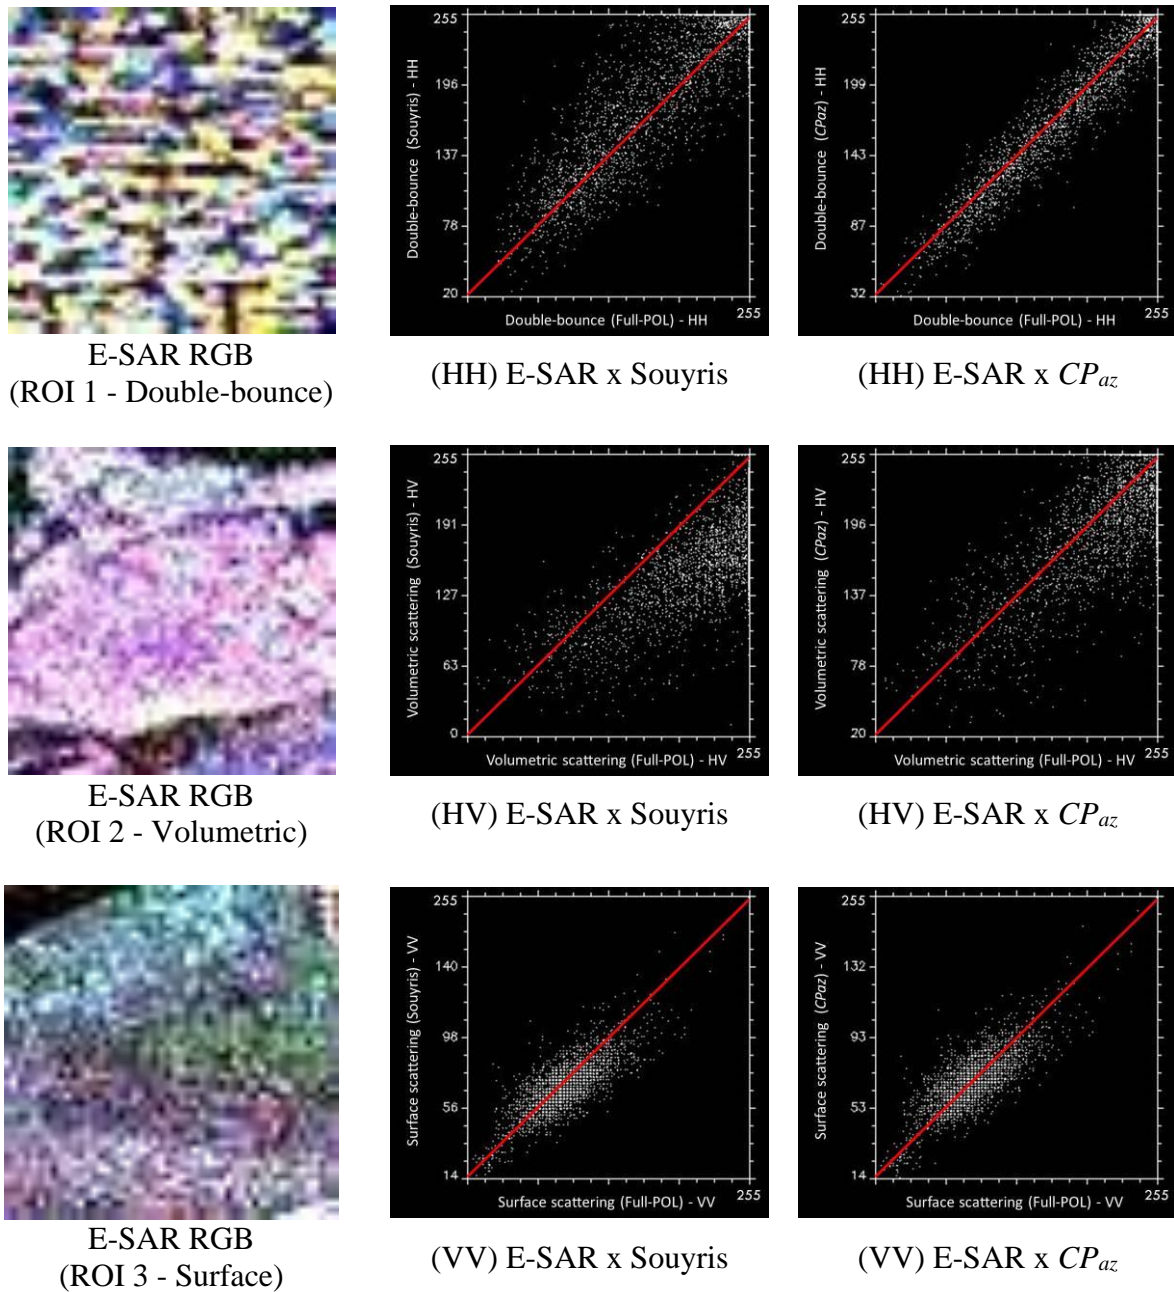 255
196
137
78
20
Double-bounce (Souyris) - HH
Double-bounce (Full-POL) - HH
255
255
199
143
87
32
Double-bounce (CPaz) - HH
Double-bounce (Full-POL) - HH
255
E-SAR RGB
(ROI 1 - Double-bounce)
(HH) E-SAR x Souyris
(HH) E-SAR x CPaz
255
191
127
63
0
Volumetric scattering (Souyris) - HV
Volumetric scattering (Full-POL) - HV
255
255
196
137
78
20
Volumetric scattering (CPaz) - HV
Volumetric scattering (Full-POL) - HV
255
E-SAR RGB
(ROI 2 - Volumetric)
(HV) E-SAR x Souyris
(HV) E-SAR x CPaz
255
140
98
56
14
Surface scattering (Souyris) - VV
Surface scattering (Full-POL) - VV
255
255
132
93
53
14
Surface scattering (CPaz) - VV
Surface scattering (Full-POL) - VV
255
E-SAR RGB
(ROI 3 - Surface)
(VV) E-SAR x Souyris
(VV) E-SAR x CPaz